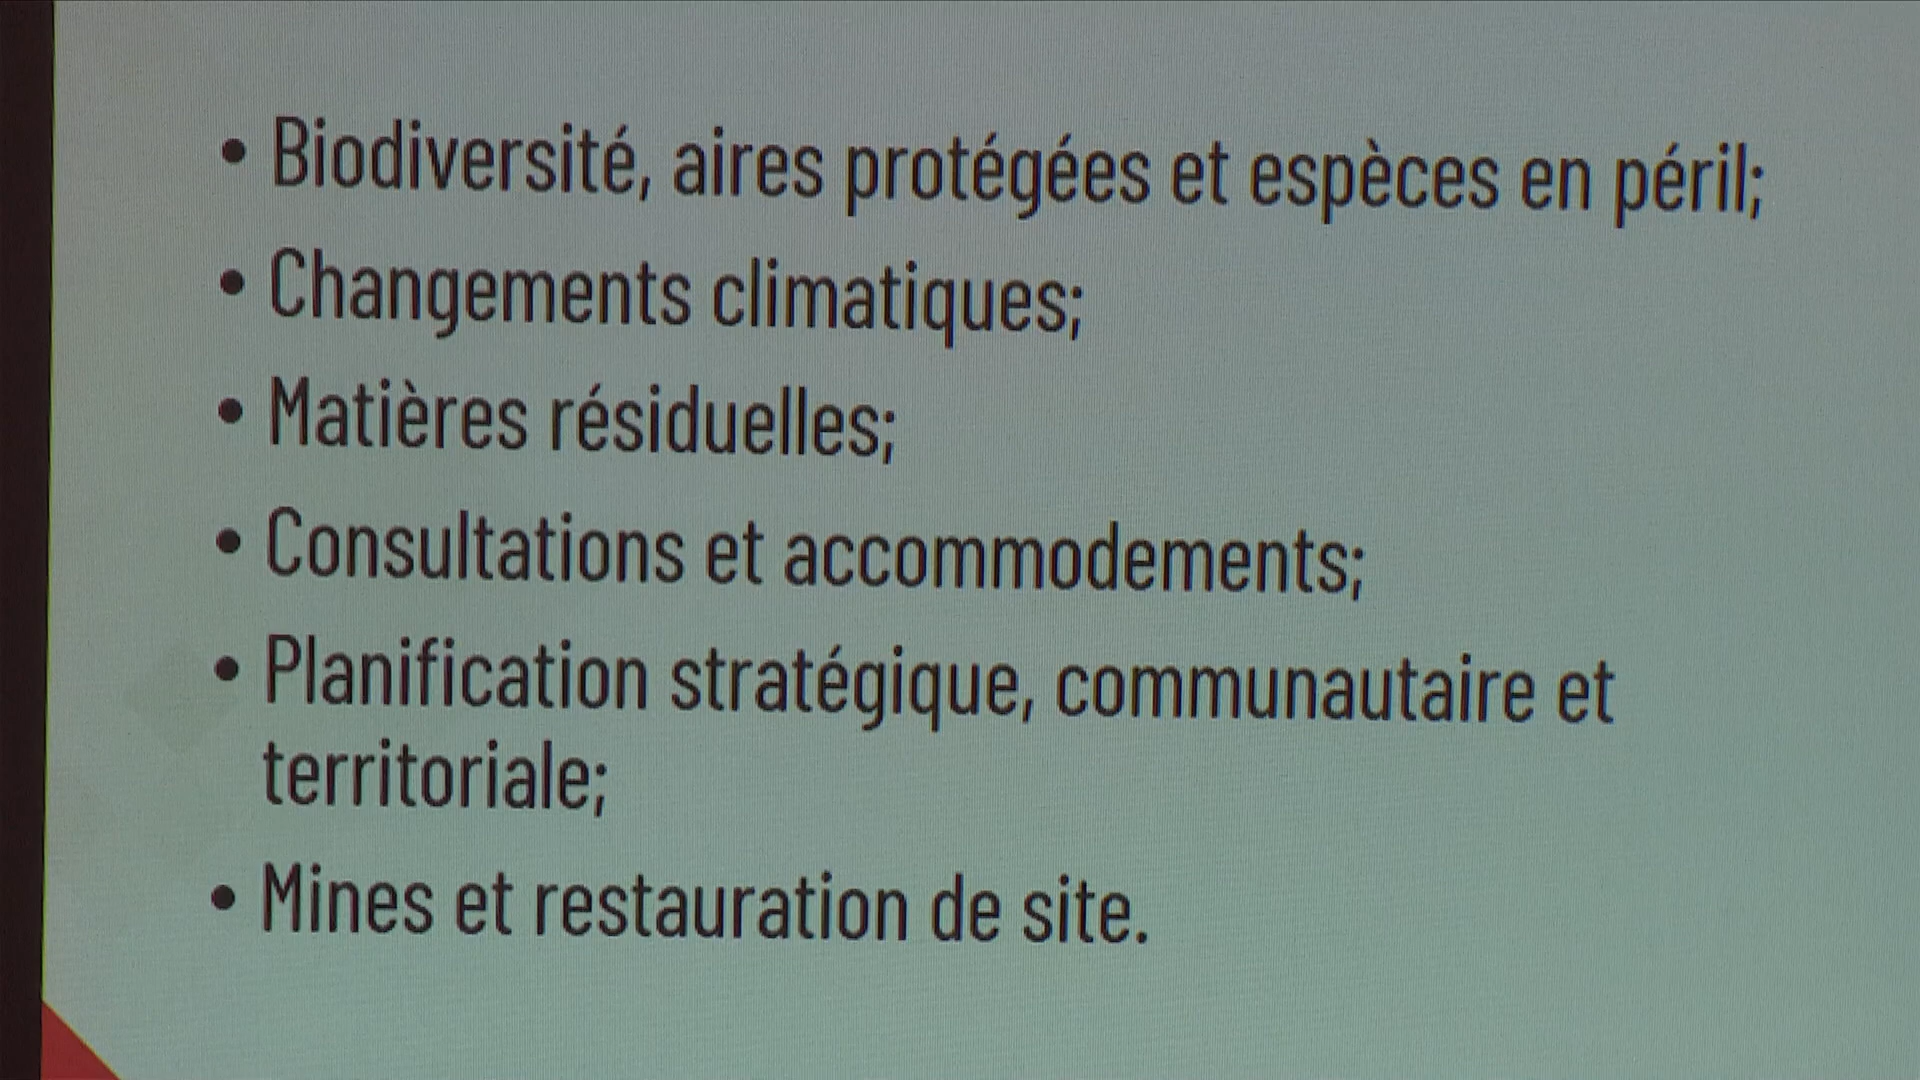 • Biodiversité, aires protégées et espèces en péril;
• Changements climatiques;
• Matières résiduelles;
• Consultations et accommodements;
• Planification stratégique, communautaire et
territoriale;
• Mines et restauration de site.